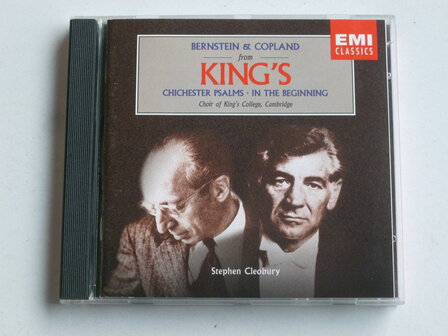 BERNSTEIN & COPLAND
from
KING'S
CHICHESTER PSALMS · IN THE BEGINNING
Choir of King's College, Cambridge
EMI
CLASSICS
Stephen Cleobury